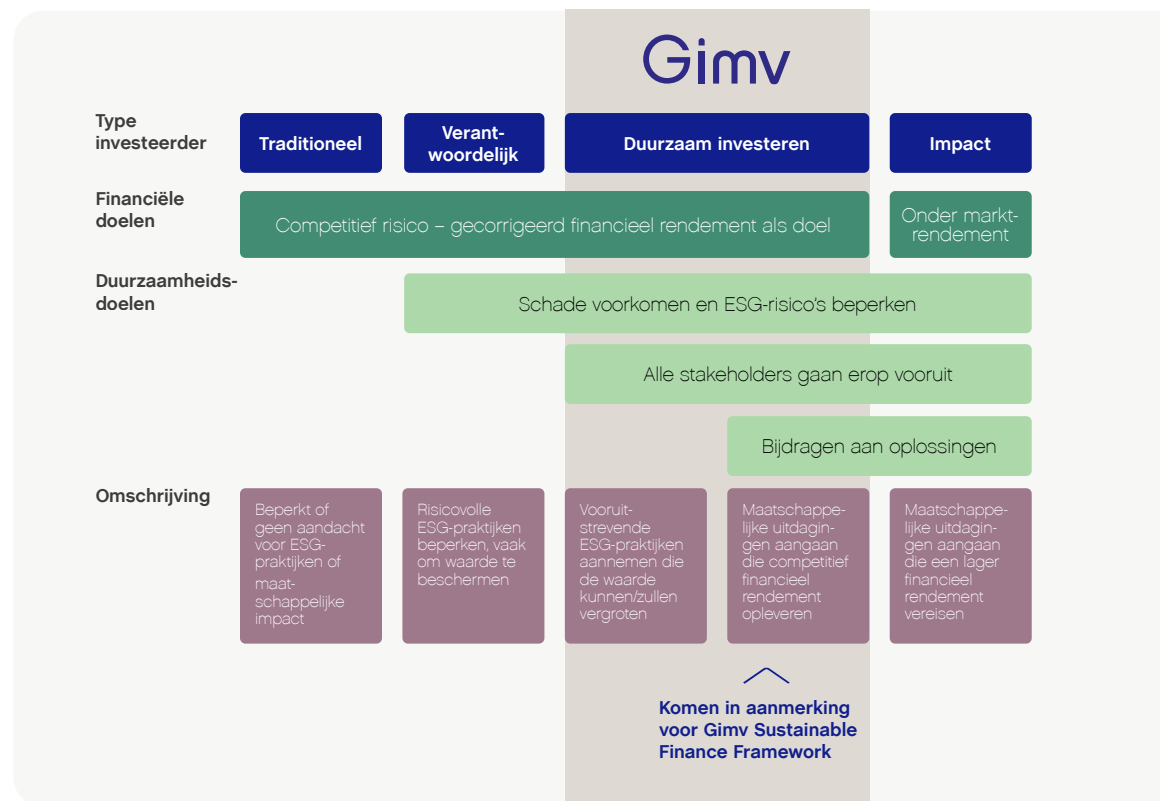 Gimv
Type
investeerder
Traditioneel
Verant-
woordelijk
Duurzaam investeren
Impact
Financiële
doelen
Competitief risico – gecorrigeerd financieel rendement als doel
Onder markt-
rendement
Duurzaamheids-
doelen
Schade voorkomen en ESG-risico's beperken
Alle stakeholders gaan erop vooruit
Bijdragen aan oplossingen
Omschrijving
Beperkt of
geen aandacht
voor ESG-
praktijken of
maat-
schappelijke
impact
Risicovolle
ESG-praktijken
beperken, vaak
om waarde te
beschermen
Vooruit-
strevende
ESG-praktijken
aannemen die
de waarde
kunnen/zullen
vergroten
Maatschappe-
lijke uitdagin-
gen aangaan
die competitief
financieel
rendement
opleveren
Maatschappe-
lijke uitdagin-
gen aangaan
die een lager
financieel
rendement
vereisen
Komen in aanmerking
voor Gimv Sustainable
Finance Framework